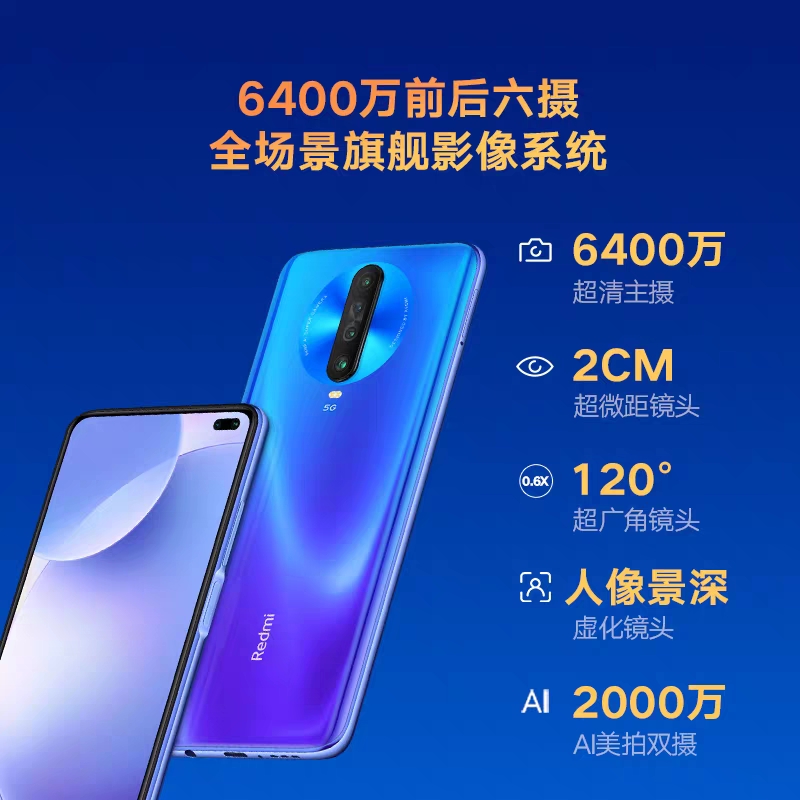 6400万前后六摄
全场景旗舰影像系统
6400万
超清主摄
2CM
超微距镜头
0.6X
120°
超广角镜头
人像景深
虚化镜头
AI
2000万
AI美拍双摄
5G
Redmi